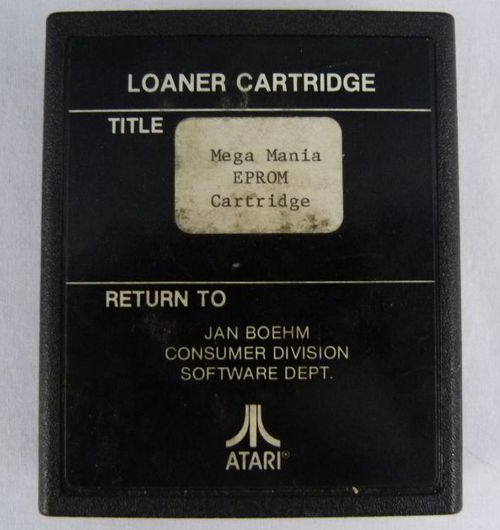 LOANER CARTRIDGE
TITLE
Mega Mania
EPROM
Cartridge
RETURN TO
JAN BOEHM
CONSUMER DIVISION
SOFTWARE DEPT.
ATARI®